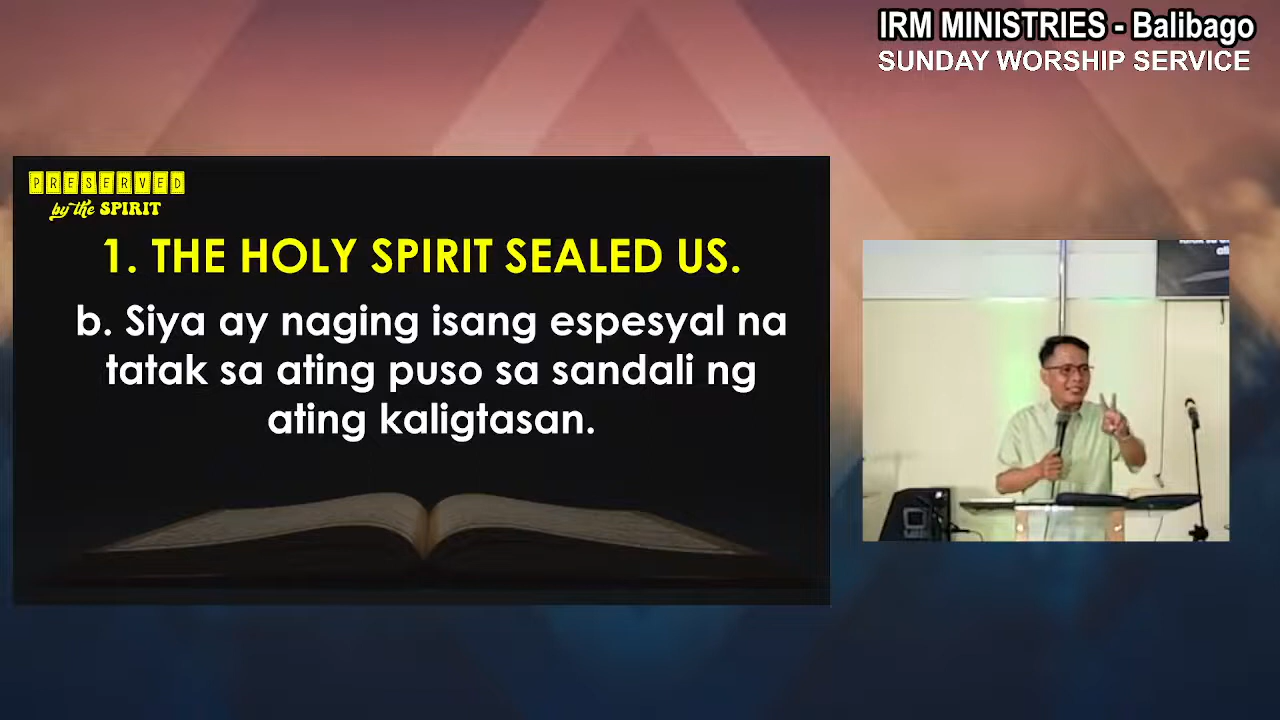 IRM MINISTRIES - Balibago
SUNDAY WORSHIP SERVICE
PRESERVED
by the SPIRIT
1. THE HOLY SPIRIT SEALED US.
b. Siya ay naging isang espesyal na
tatak sa ating puso sa sandali ng
ating kaligtasan.